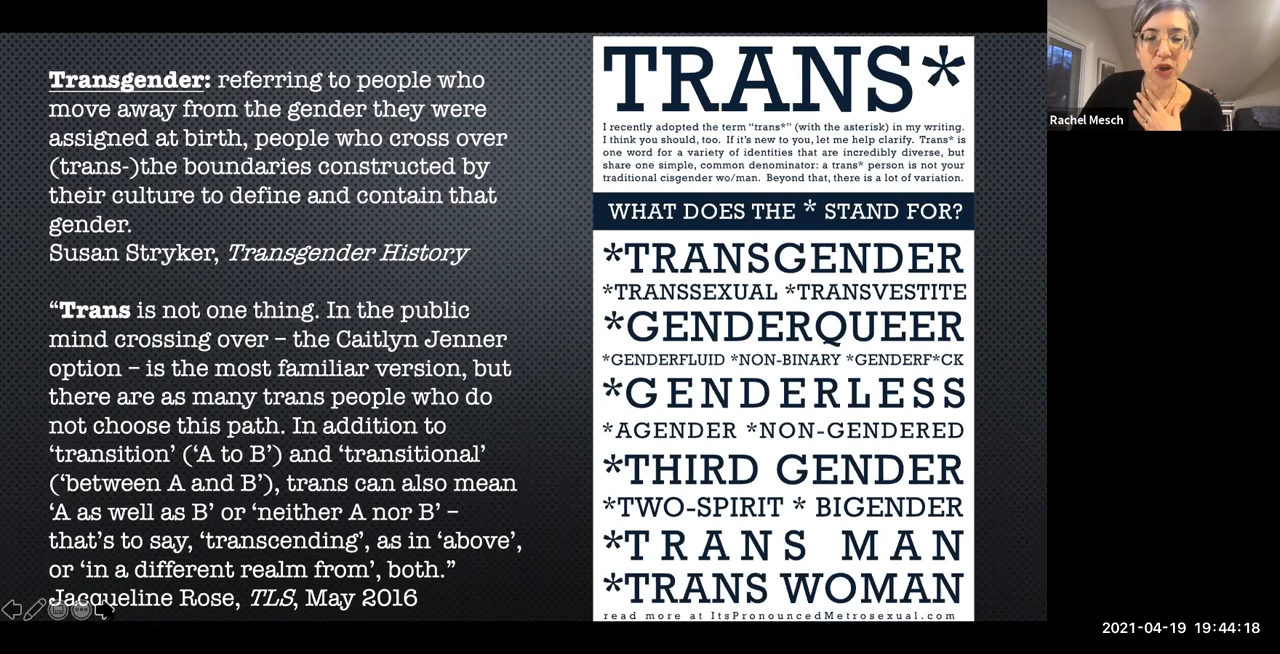 Transgender: referring to people who
move away from the gender they were
assigned at birth, people who cross over
(trans-)the boundaries constructed by
their culture to define and contain that
gender.
Susan Stryker, Transgender History
“Trans is not one thing. In the public
mind crossing over – the Caitlyn Jenner
option – is the most familiar version, but
there are as many trans people who do
not choose this path. In addition to
‘transition’ (‘A to B’) and ‘transitional’
(‘between A and B’), trans can also mean
‘A as well as B’ or ‘neither A nor B’ –
that’s to say, ‘transcending’, as in ‘above’,
or ‘in a different realm from’, both.”
Jacqueline Rose, TLS, May 2016
TRANS*
I recently adopted the term “trans*” (with the asterisk) in my writing.
I think you should, too. If it’s new to you, let me help clarify. Trans* is
one word for a variety of identities that are incredibly diverse, but
share one simple, common denominator: a trans* person is not your
traditional cisgender wo/man. Beyond that, there is a lot of variation.
WHAT DOES THE * STAND FOR?
*TRANSGENDER
*TRANSSEXUAL *TRANSVESTITE
*GENDERQUEER
*GENDERFLUID *NON-BINARY *GENDERF*CK
*GENDERLESS
*AGENDER *NON-GENDERED
*THIRD GENDER
*TWO-SPIRIT * BIGENDER
*TRANS MAN
*TRANS WOMAN
read more at ItsPronouncedMetrosexual.com
Rachel Mesch
2021-04-19 19:44:18